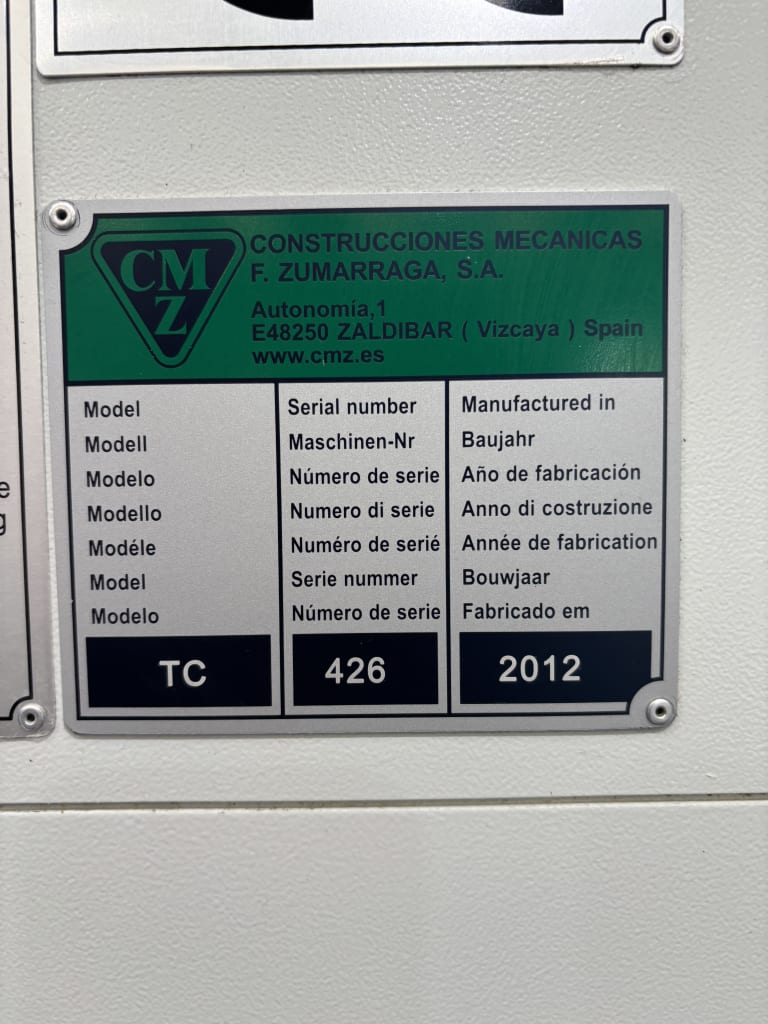 CMZ
CONSTRUCCIONES MECANICAS
F. ZUMARRAGA, S.A.
Autonomía,1
E48250 ZALDIBAR ( Vizcaya ) Spain
www.cmz.es
Model
Modell
Modelo
Modello
Modéle
Model
Modelo
TC
Serial number
Maschinen-Nr
Número de serie
Numero di serie
Numéro de serié
Serie nummer
Número de serie
426
Manufactured in
Baujahr
Año de fabricación
Anno di costruzione
Année de fabrication
Bouwjaar
Fabricado em
2012